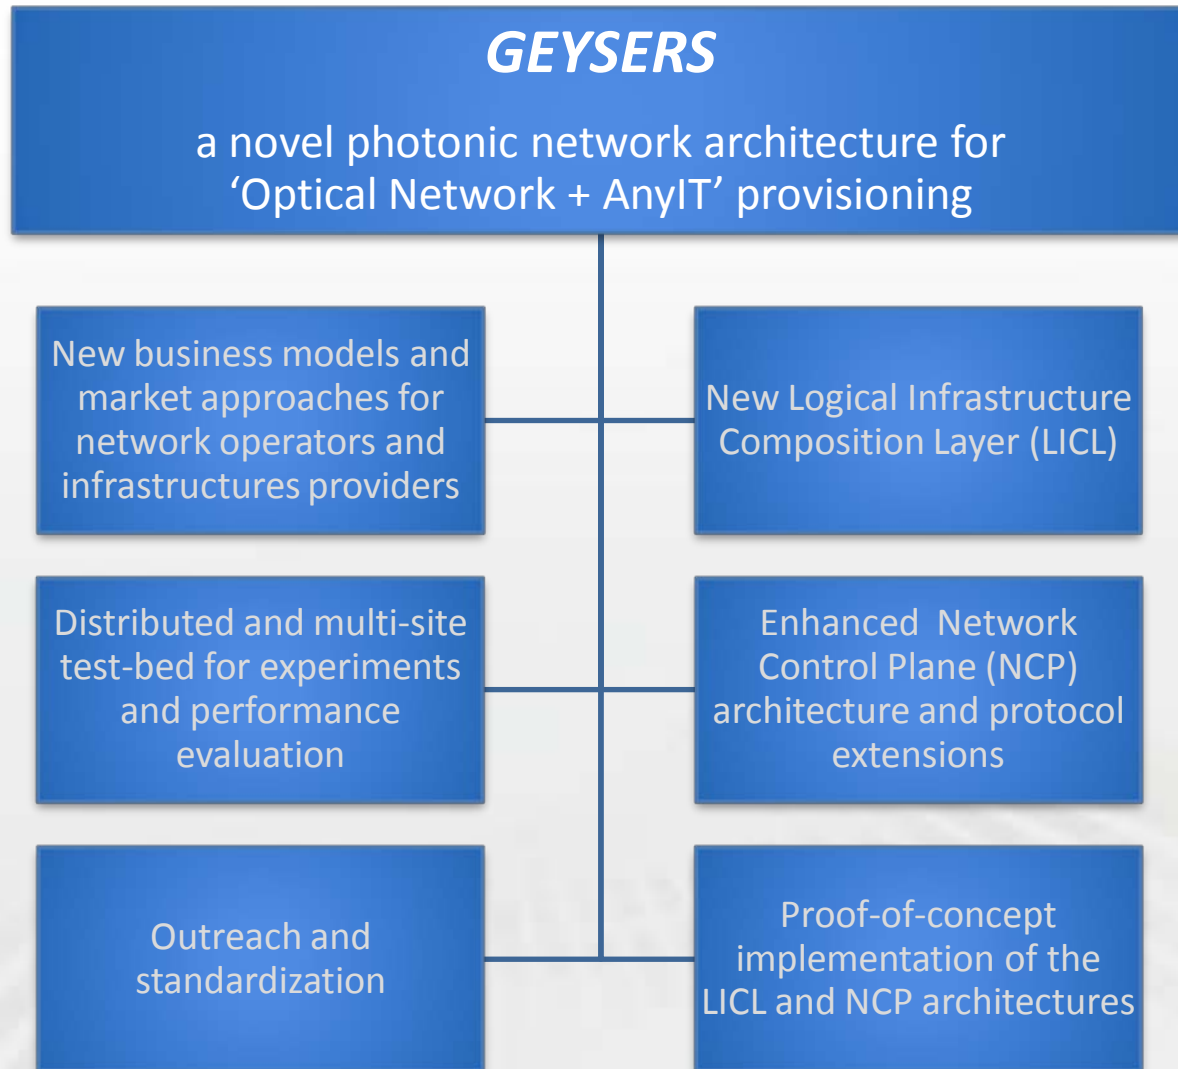 GEYSERS
a novel photonic network architecture for
‘Optical Network + AnyIT’ provisioning
New business models and
market approaches for
network operators and
infrastructures providers
New Logical Infrastructure
Composition Layer (LICL)
Distributed and multi-site
test-bed for experiments
and performance
evaluation
Enhanced  Network
Control Plane (NCP)
architecture and protocol
extensions
Outreach and
standardization
Proof-of-concept
implementation of the
LICL and NCP architectures